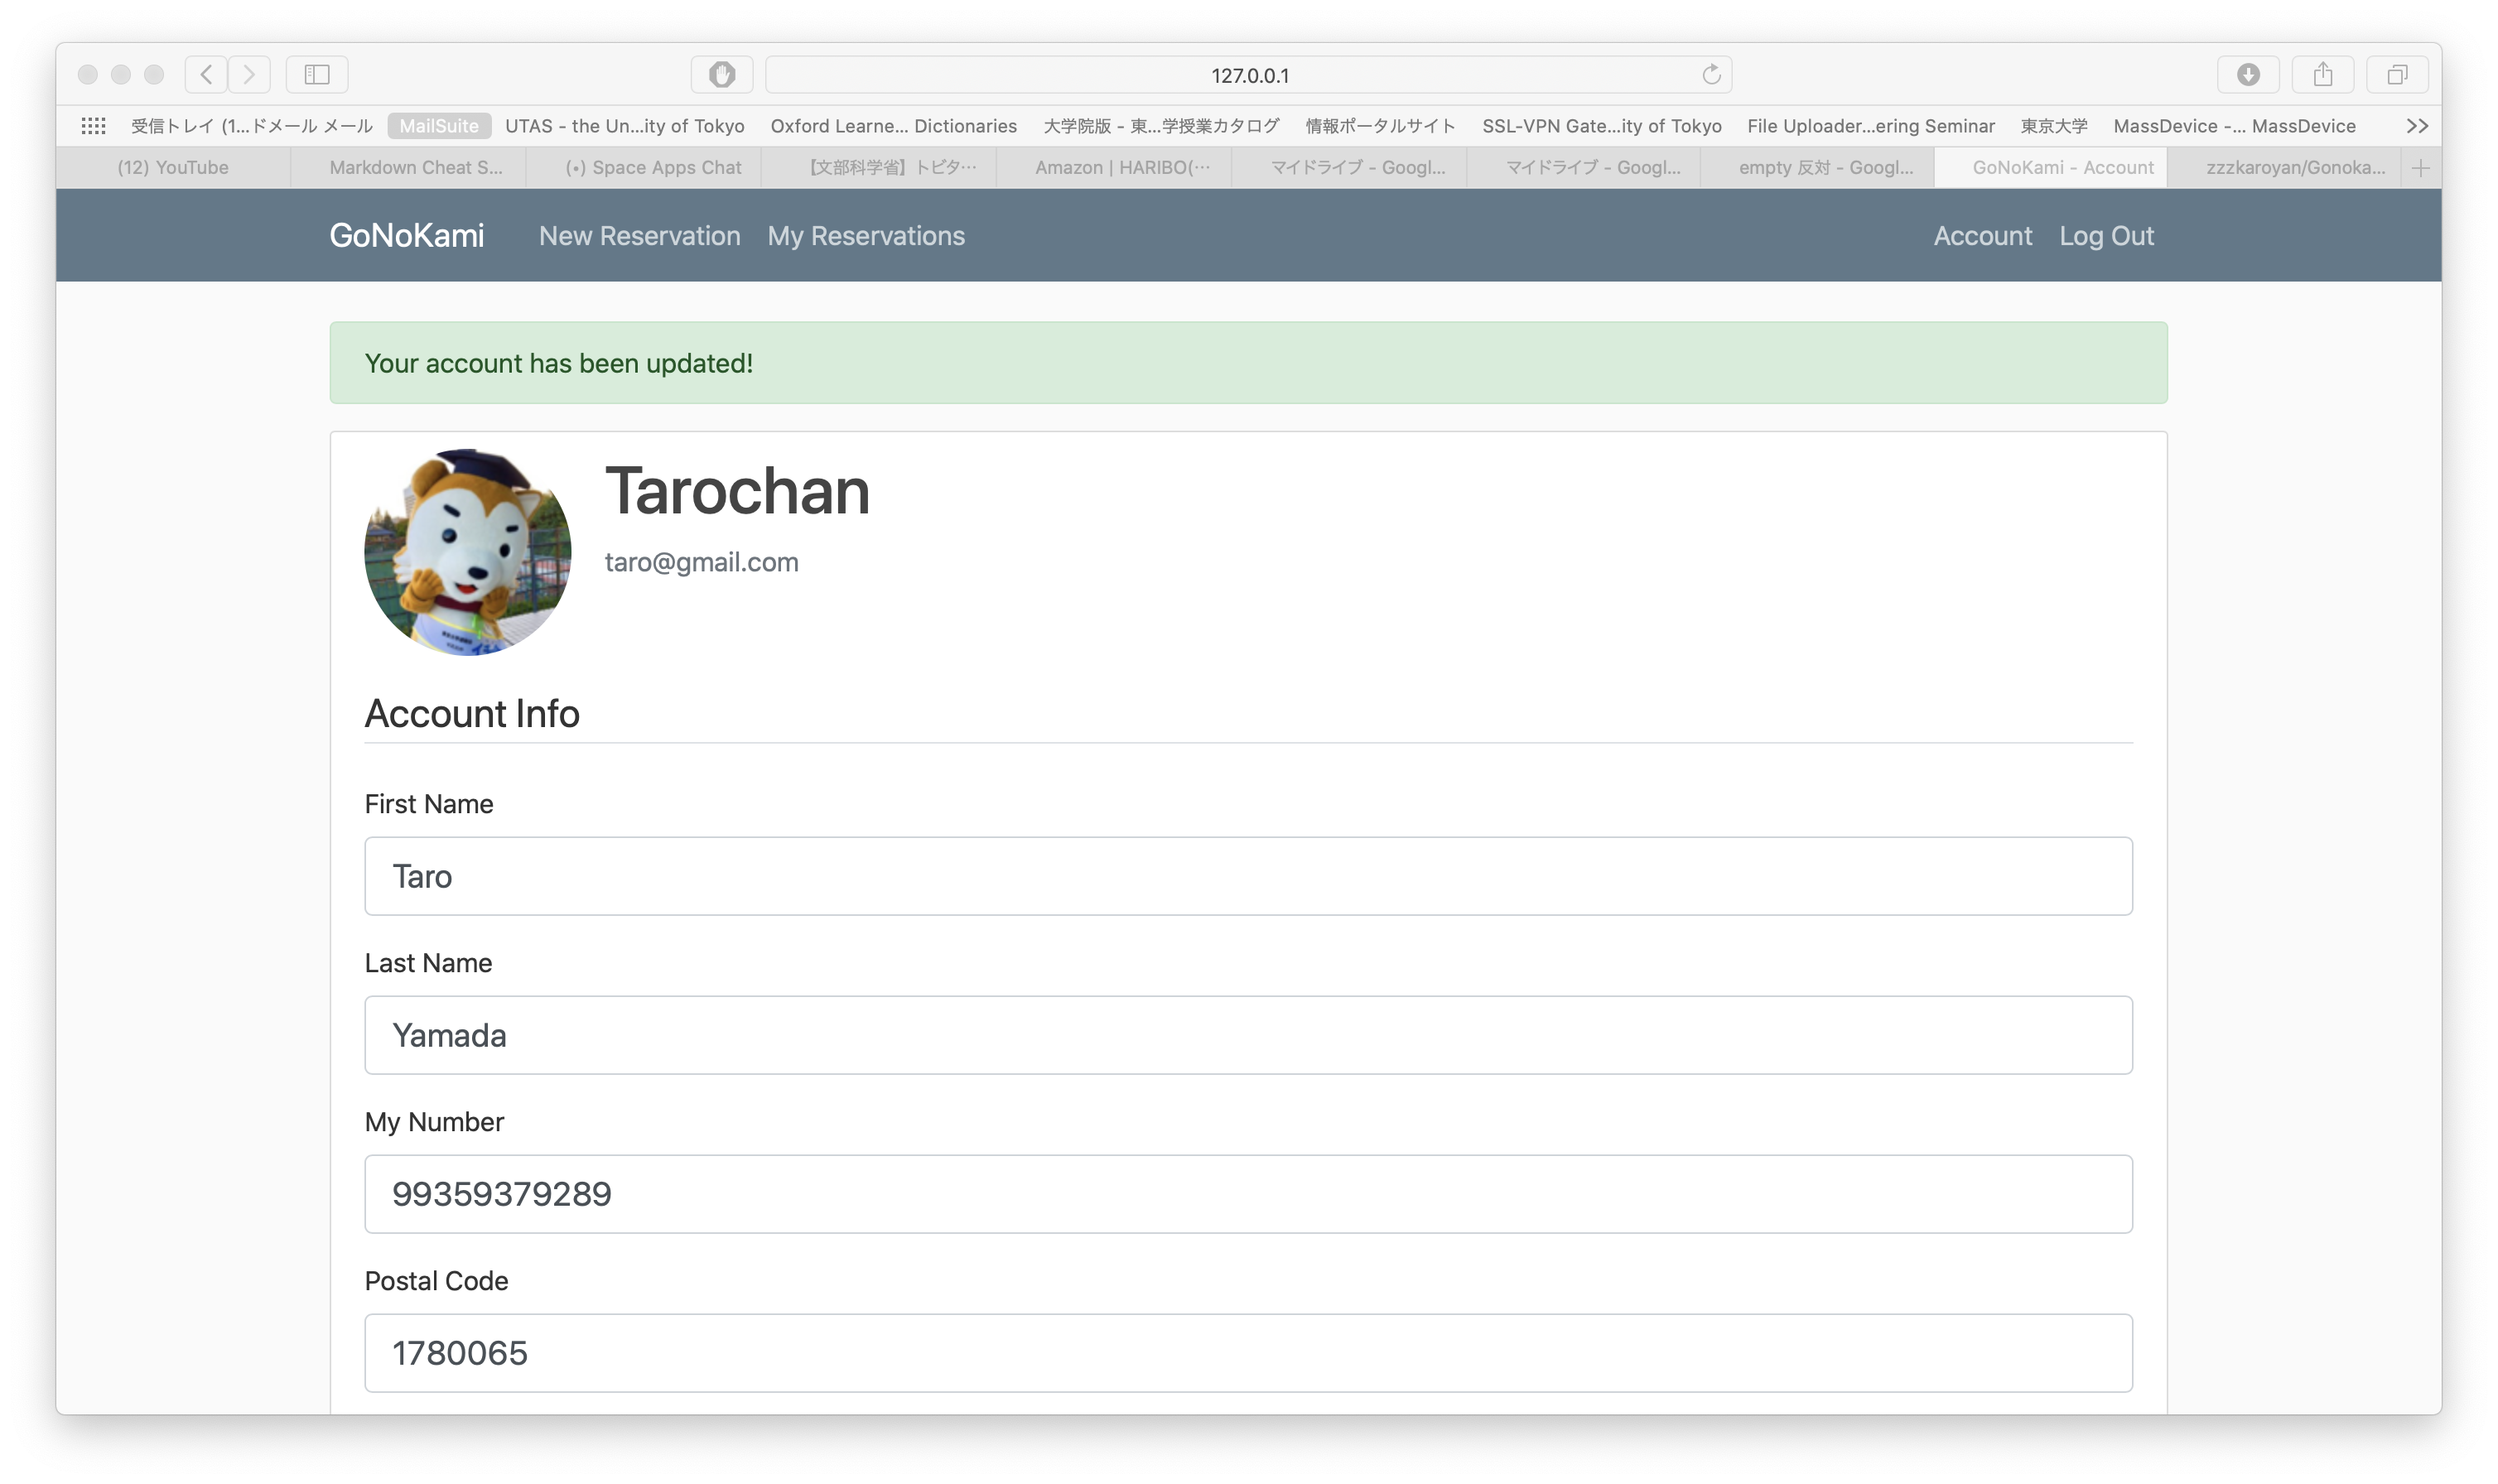 127.0.0.1
受信トレイ (1...ドメール メール MailSuite UTAS - the Un...ity of Tokyo Oxford Learne... Dictionaries 大学院版 - 東...学授業カタログ 情報ポータルサイト SSL-VPN Gate...ity of Tokyo File Uploader...ering Seminar 東京大学 MassDevice -... MassDevice >>
(12) YouTube Markdown Cheat S... (•) Space Apps Chat 【文部科学省】トビタ… Amazon | HARIBO(… マイドライブ - Googl... マイドライブ - Googl... empty 反対 - Googl... GoNoKami - Account zzzkaroyan/Gonoka... +
GoNoKami New Reservation My Reservations Account Log Out
Your account has been updated!
Tarochan
taro@gmail.com
Account Info
First Name
Taro
Last Name
Yamada
My Number
99359379289
Postal Code
1780065